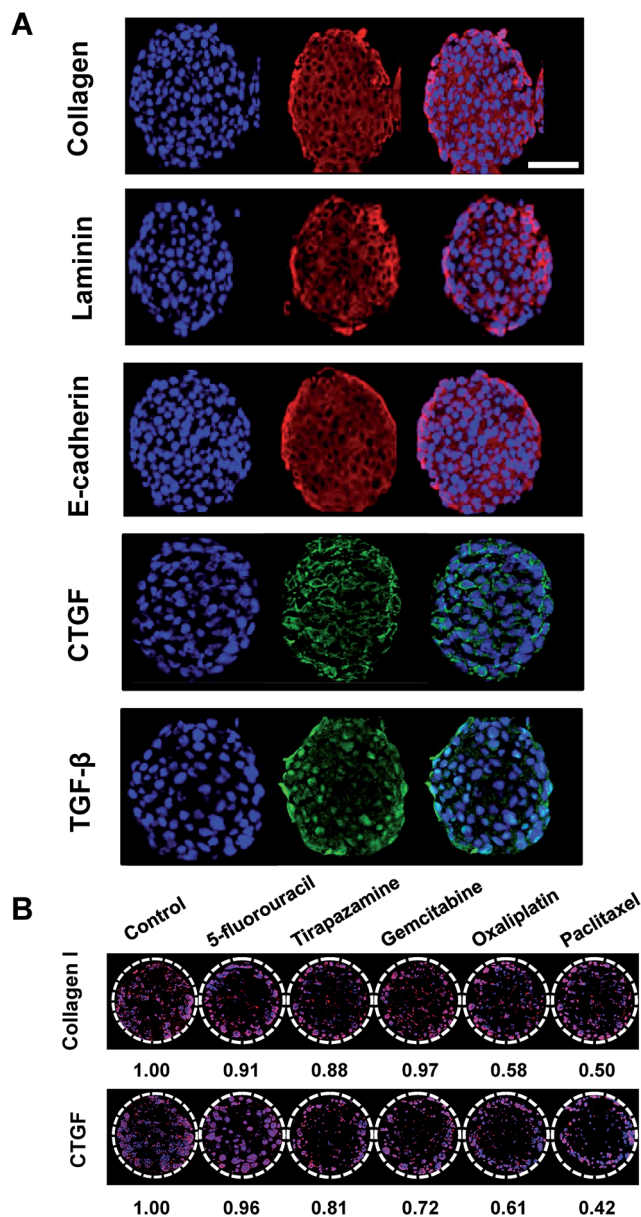 A
Collagen
Laminin
E-cadherin
CTGF
TGF-β
B
Control
5-fluorouracil
Tirapazamine
Gemcitabine
Oxaliplatin
Paclitaxel
Collagen I
1.00 0.91 0.88 0.97 0.58 0.50
CTGF
1.00 0.96 0.81 0.72 0.61 0.42